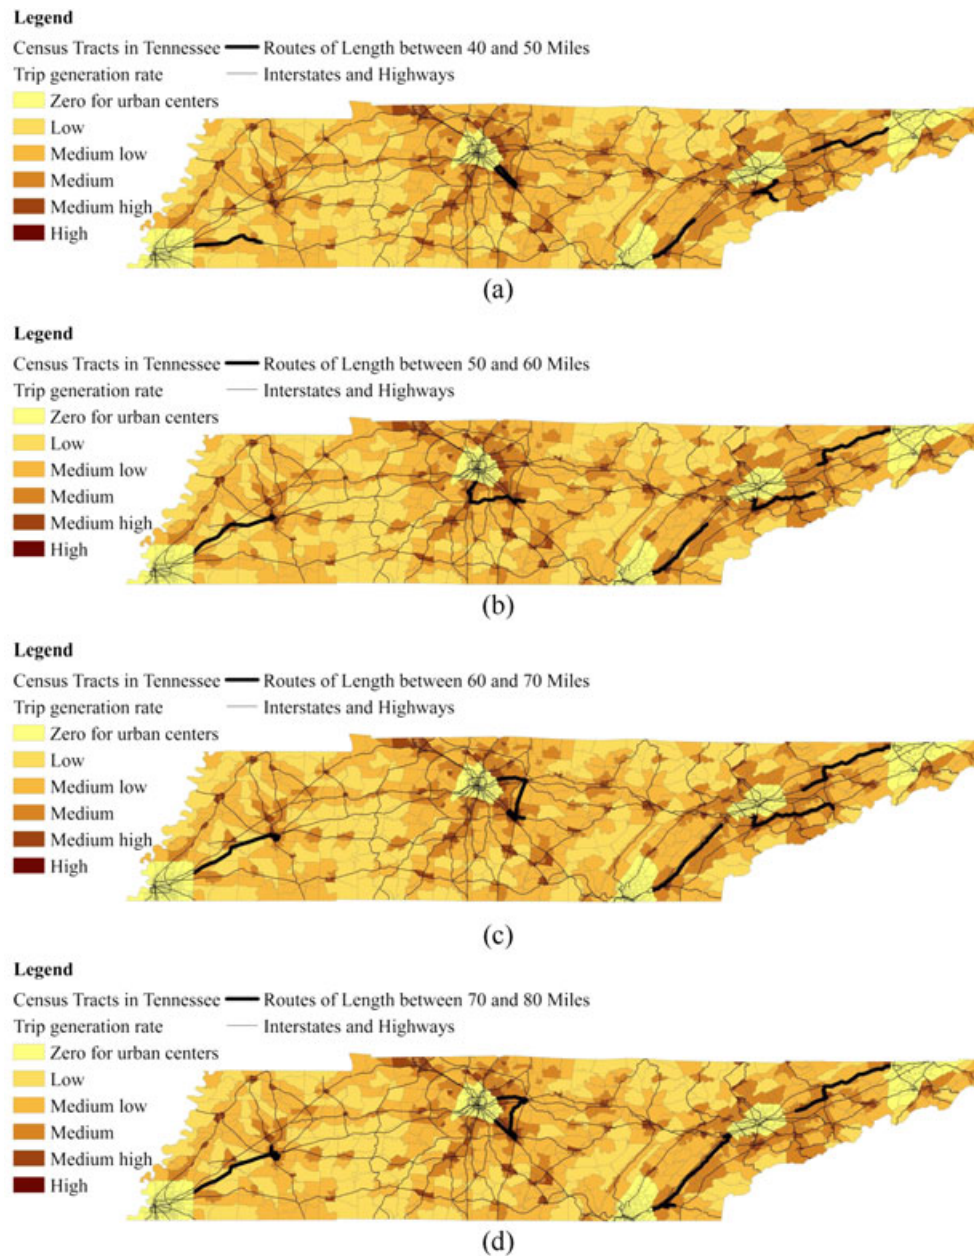 Legend
Census Tracts in Tennessee Routes of Length between 40 and 50 Miles
Trip generation rate Interstates and Highways
Zero for urban centers
Low
Medium low
Medium
Medium high
High
(a)
Legend
Census Tracts in Tennessee Routes of Length between 50 and 60 Miles
Trip generation rate Interstates and Highways
Zero for urban centers
Low
Medium low
Medium
Medium high
High
(b)
Legend
Census Tracts in Tennessee Routes of Length between 60 and 70 Miles
Trip generation rate Interstates and Highways
Zero for urban centers
Low
Medium low
Medium
Medium high
High
(c)
Legend
Census Tracts in Tennessee Routes of Length between 70 and 80 Miles
Trip generation rate Interstates and Highways
Zero for urban centers
Low
Medium low
Medium
Medium high
High
(d)